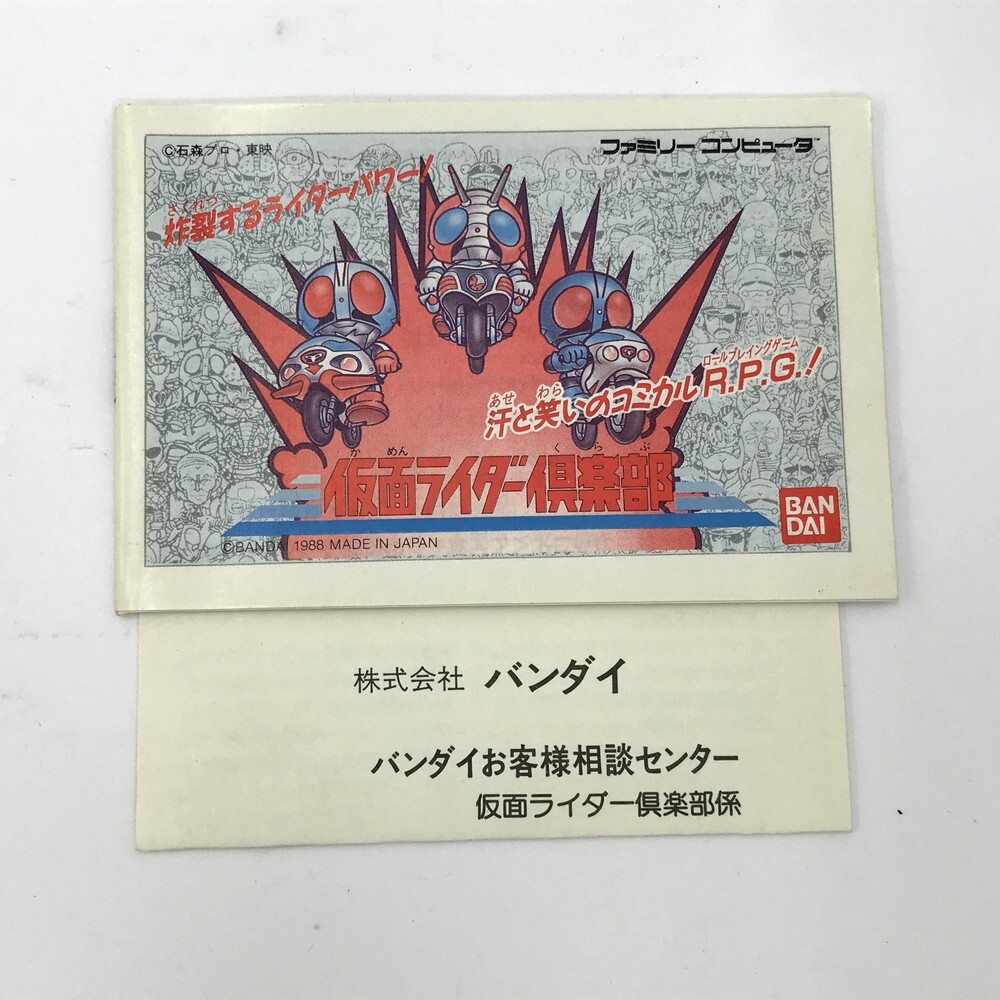 ©石森プロ・東映
ファミリーコンピュータ™
さくれつ
炸裂するライダーパワー!
ロールプレイングゲーム
あせ わら
汗と笑いのコミカルR.P.G.!
かめん くらぶ
仮面ライダー倶楽部
BAN
DAI
©BANDAI 1988 MADE IN JAPAN
株式会社 バンダイ
バンダイお客様相談センター
仮面ライダー倶楽部係